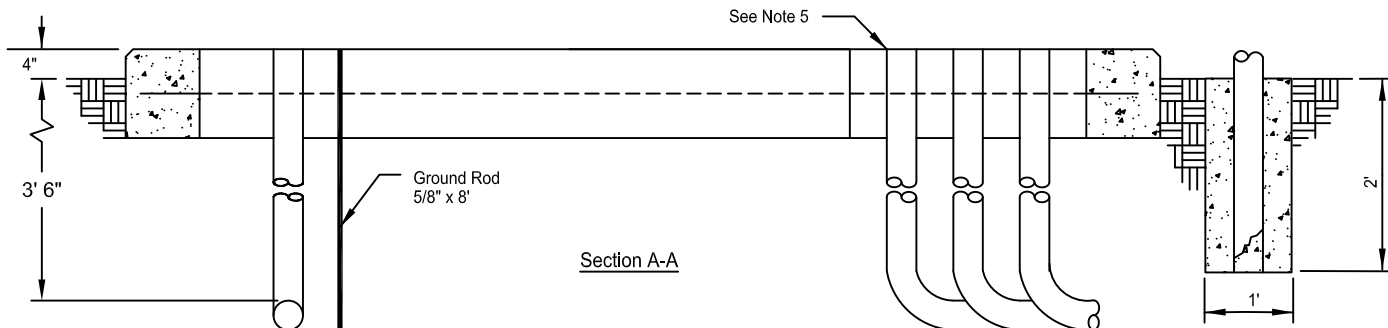 See Note 5
4"
3' 6"
Ground Rod
5/8" x 8'
2'
Section A-A
1'